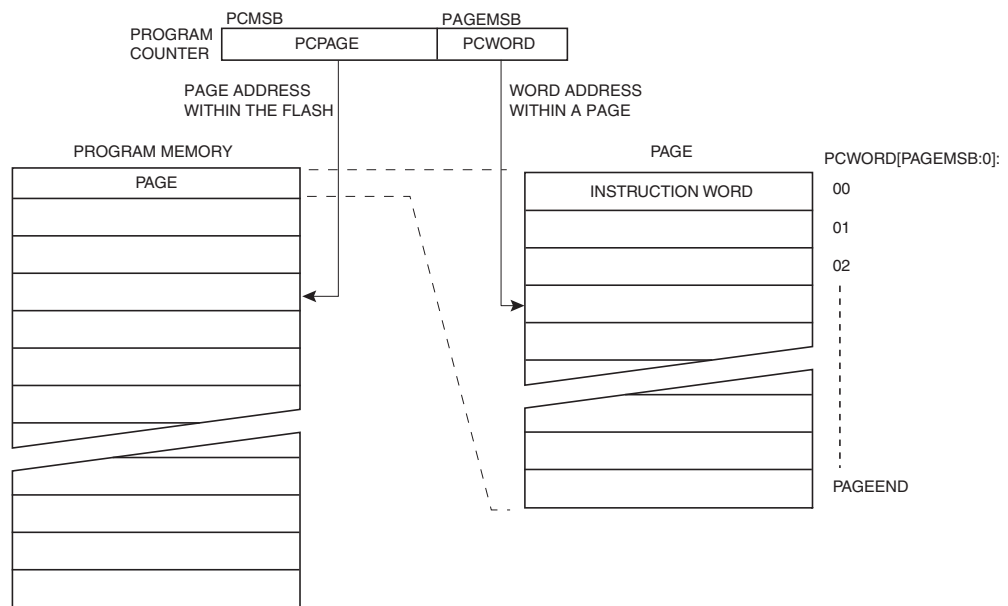 PCMSB
PAGEMSB
PROGRAM
COUNTER
PCPAGE
PCWORD
PAGE ADDRESS
WITHIN THE FLASH
WORD ADDRESS
WITHIN A PAGE
PROGRAM MEMORY
PAGE
PAGE
PCWORD[PAGEMSB:0]:
INSTRUCTION WORD
00
01
02
PAGEEND